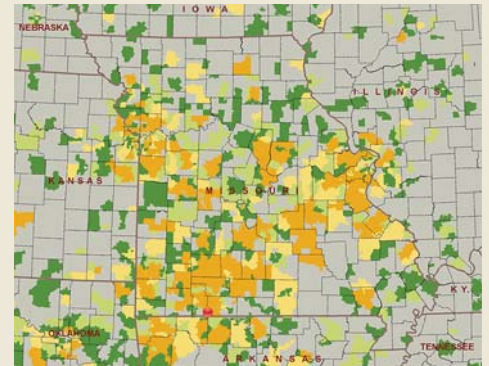 IOWA
NEBRASKA
ILLINOIS
KANSAS
MISSOURI
KY.
OKLAHOMA
TENNESSEE
ARKANSAS